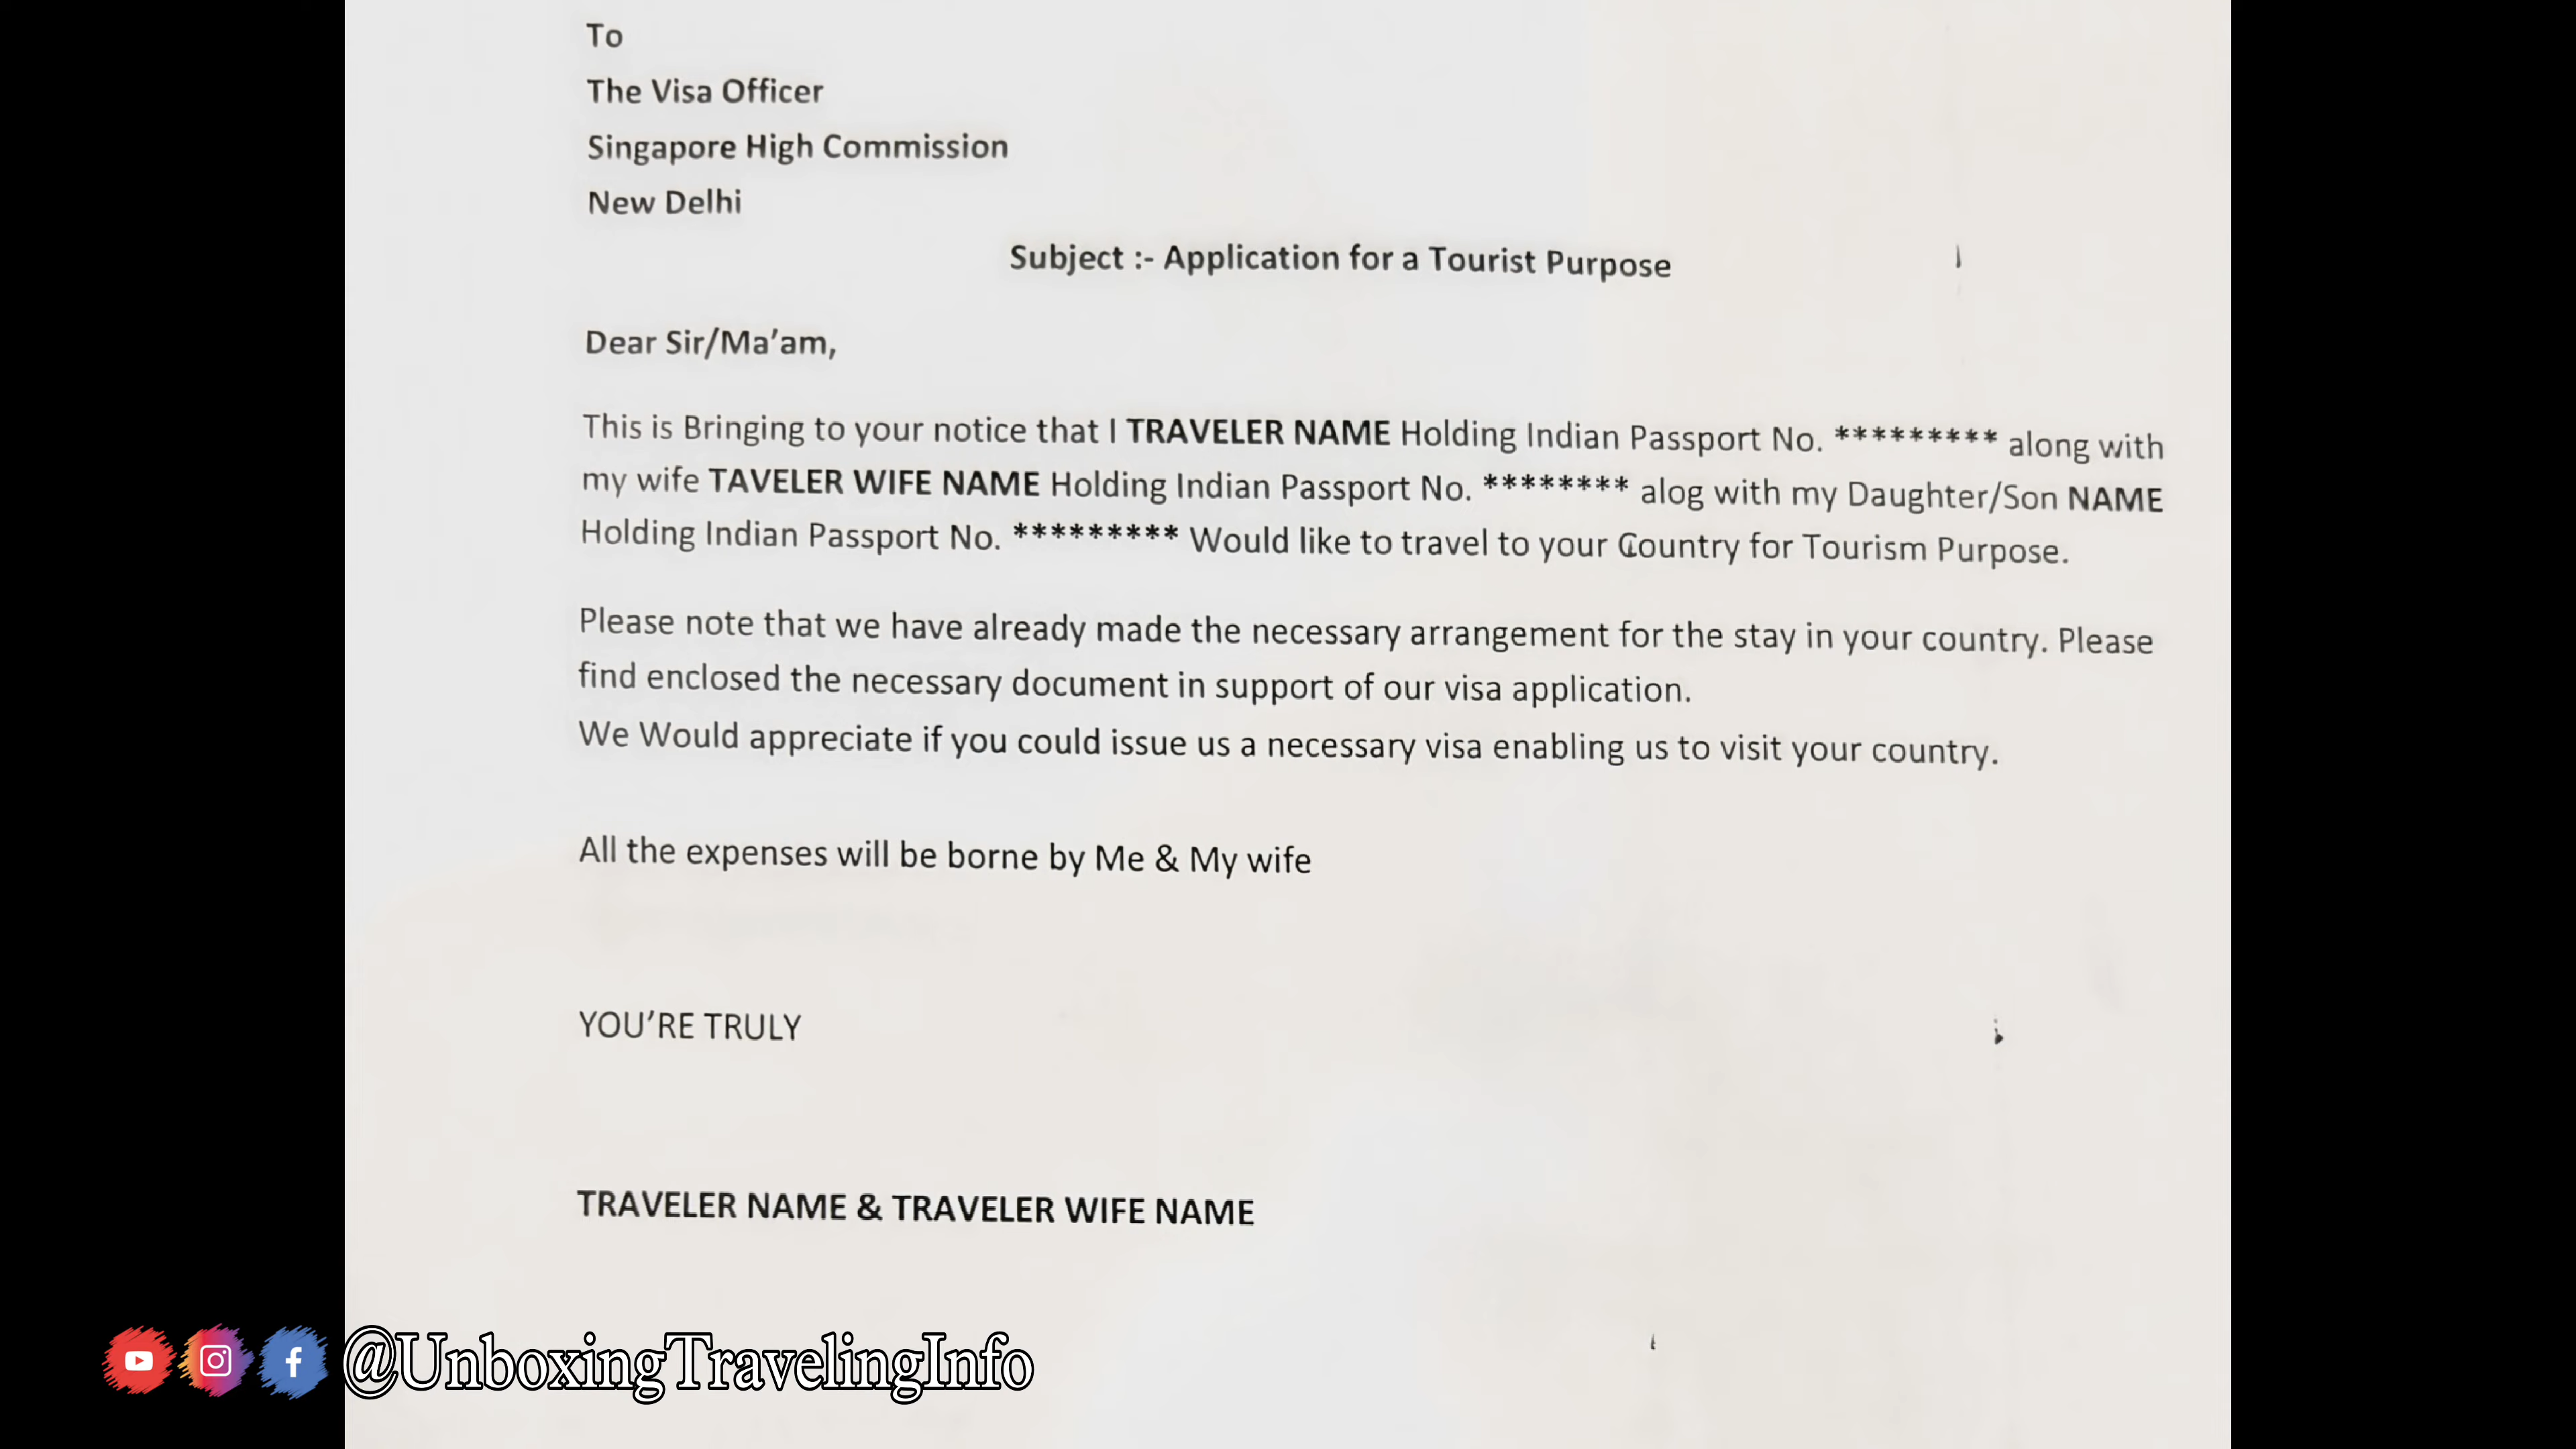 To
The Visa Officer
Singapore High Commission
New Delhi
Subject :- Application for a Tourist Purpose
Dear Sir/Ma’am,
This is Bringing to your notice that I TRAVELER NAME Holding Indian Passport No. ********* along with
my wife TAVELER WIFE NAME Holding Indian Passport No. ******** alog with my Daughter/Son NAME
Holding Indian Passport No. ********* Would like to travel to your Country for Tourism Purpose.
Please note that we have already made the necessary arrangement for the stay in your country. Please
find enclosed the necessary document in support of our visa application.
We Would appreciate if you could issue us a necessary visa enabling us to visit your country.
All the expenses will be borne by Me & My wife
YOU’RE TRULY
TRAVELER NAME & TRAVELER WIFE NAME
@UnboxingTravelingInfo